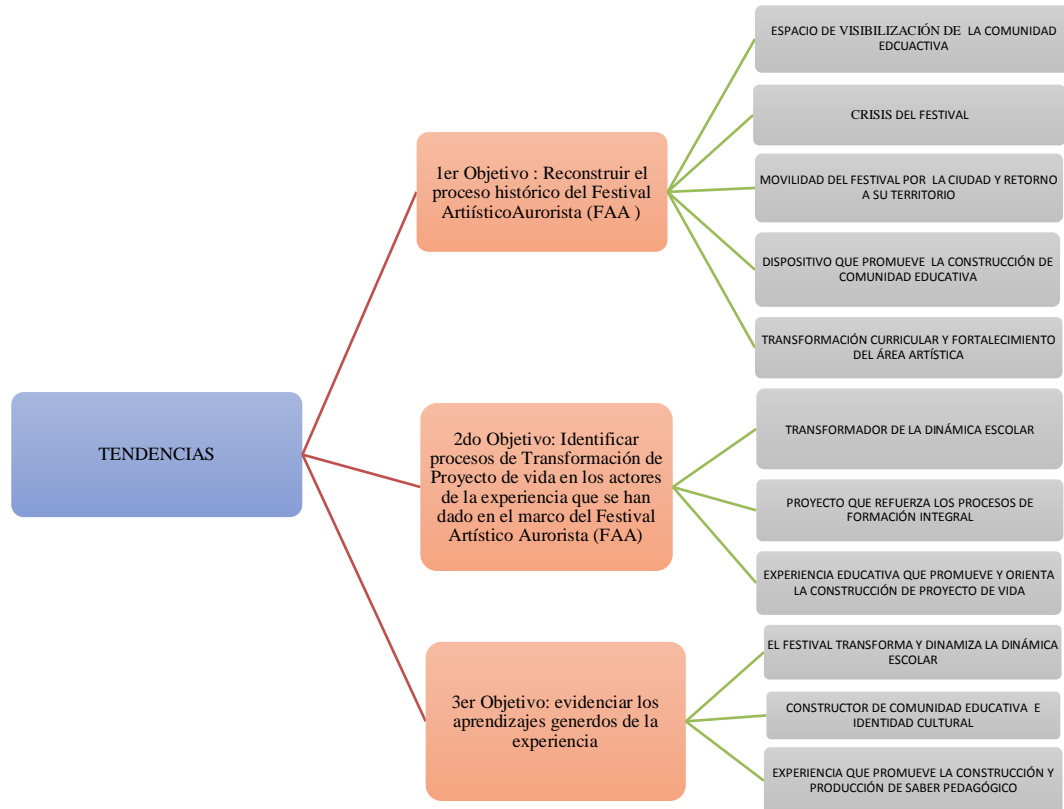 TENDENCIAS
1er Objetivo : Reconstruir el
proceso histórico del Festival
ArtiísticoAurorista (FAA )
ESPACIO DE VISIBILIZACIÓN DE LA COMUNIDAD
EDCUACTIVA
CRISIS DEL FESTIVAL
MOVILIDAD DEL FESTIVAL POR LA CIUDAD Y RETORNO
A SU TERRITORIO
DISPOSITIVO QUE PROMUEVE LA CONSTRUCCIÓN DE
COMUNIDAD EDUCATIVA
TRANSFORMACIÓN CURRICULAR Y FORTALECIMIENTO
DEL ÁREA ARTÍSTICA
2do Objetivo: Identificar
procesos de Transformación de
Proyecto de vida en los actores
de la experiencia que se han
dado en el marco del Festival
Artístico Aurorista (FAA)
TRANSFORMADOR DE LA DINÁMICA ESCOLAR
PROYECTO QUE REFUERZA LOS PROCESOS DE
FORMACIÓN INTEGRAL
EXPERIENCIA EDUCATIVA QUE PROMUEVE Y ORIENTA
LA CONSTRUCCIÓN DE PROYECTO DE VIDA
3er Objetivo: evidenciar los
aprendizajes generdos de la
experiencia
EL FESTIVAL TRANSFORMA Y DINAMIZA LA DINÁMICA
ESCOLAR
CONSTRUCTOR DE COMUNIDAD EDUCATIVA E
IDENTIDAD CULTURAL
EXPERIENCIA QUE PROMUEVE LA CONSTRUCCIÓN Y
PRODUCCIÓN DE SABER PEDAGÓGICO